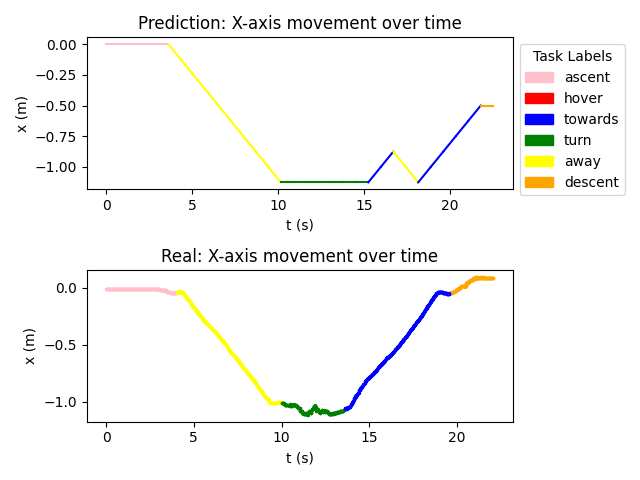 Prediction: X-axis movement over time
0.00
−0.25
−0.50
−0.75
−1.00
x (m)
0 5 10 15 20
t (s)
Task Labels
ascent
hover
towards
turn
away
descent
Real: X-axis movement over time
0.0
−0.5
−1.0
x (m)
0 5 10 15 20
t (s)